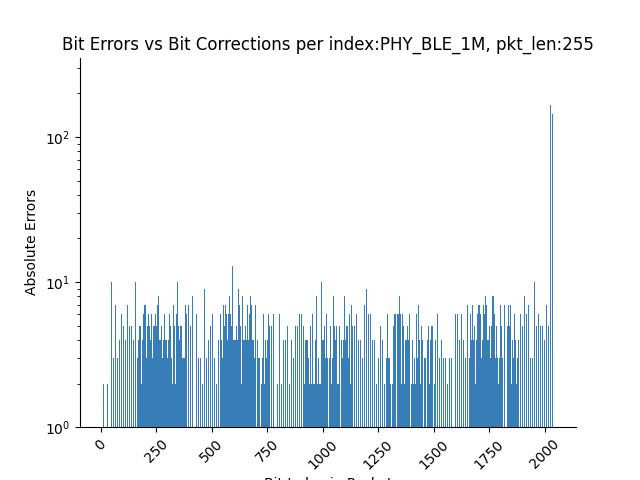 Bit Errors vs Bit Corrections per index:PHY_BLE_1M, pkt_len:255
Absolute Errors
10²
10¹
10⁰
0 250 500 750 1000 1250 1500 1750 2000